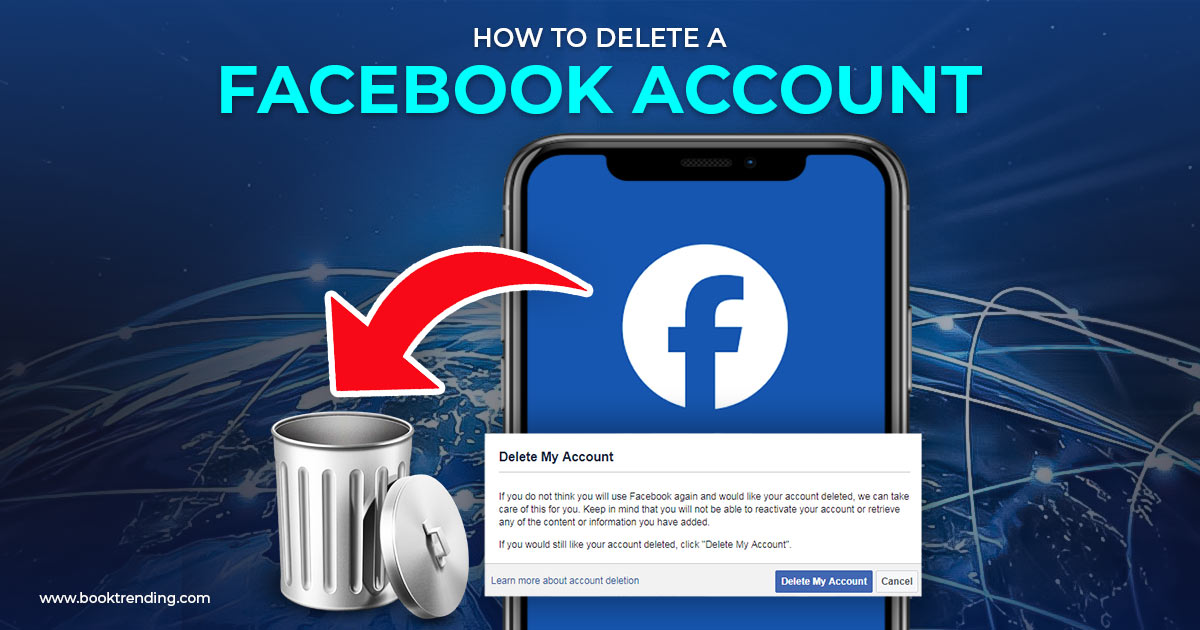 HOW TO DELETE A
FACEBOOK ACCOUNT
Delete My Account
If you do not think you will use Facebook again and would like your account deleted, we can take
care of this for you. Keep in mind that you will not be able to reactivate your account or retrieve
any of the content or information you have added.
If you would still like your account deleted, click "Delete My Account".
Learn more about account deletion
Delete My Account
Cancel
www.booktrending.com